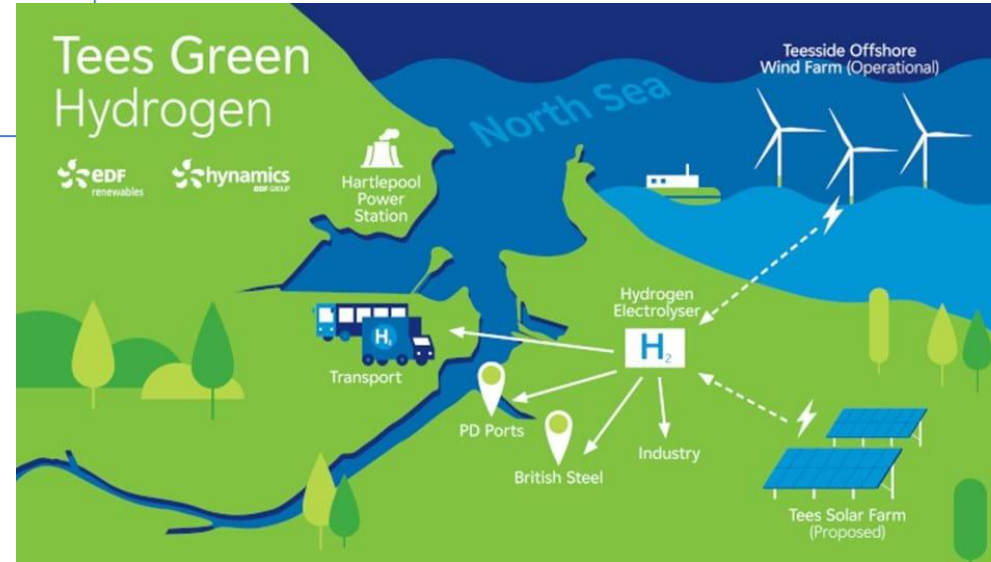 Tees Green
Hydrogen
eDF
renewables
hynamics
EDF GROUP
Hartlepool
Power
Station
North Sea
Teesside Offshore
Wind Farm (Operational)
Hydrogen
Electrolyser
H2
H2
Transport
PD Ports
British Steel
Industry
Tees Solar Farm
(Proposed)